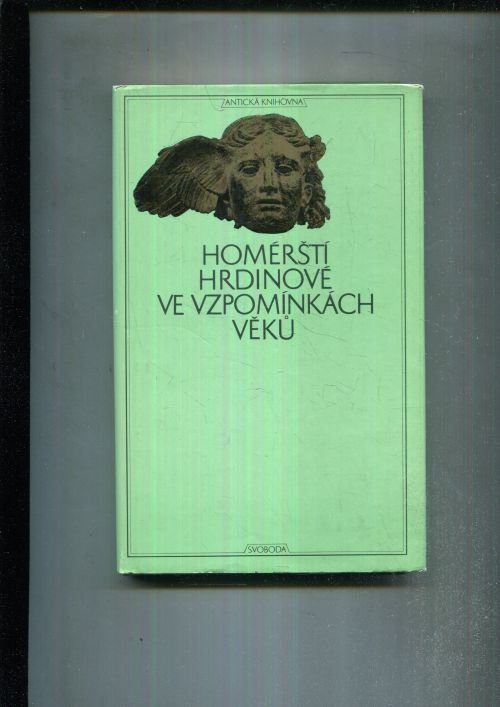 ANTICKÁ KNIHOVNA
HOMÉRŠTÍ
HRDINOVÉ
VE VZPOMÍNKÁCH
VĚKŮ
SVOBODA